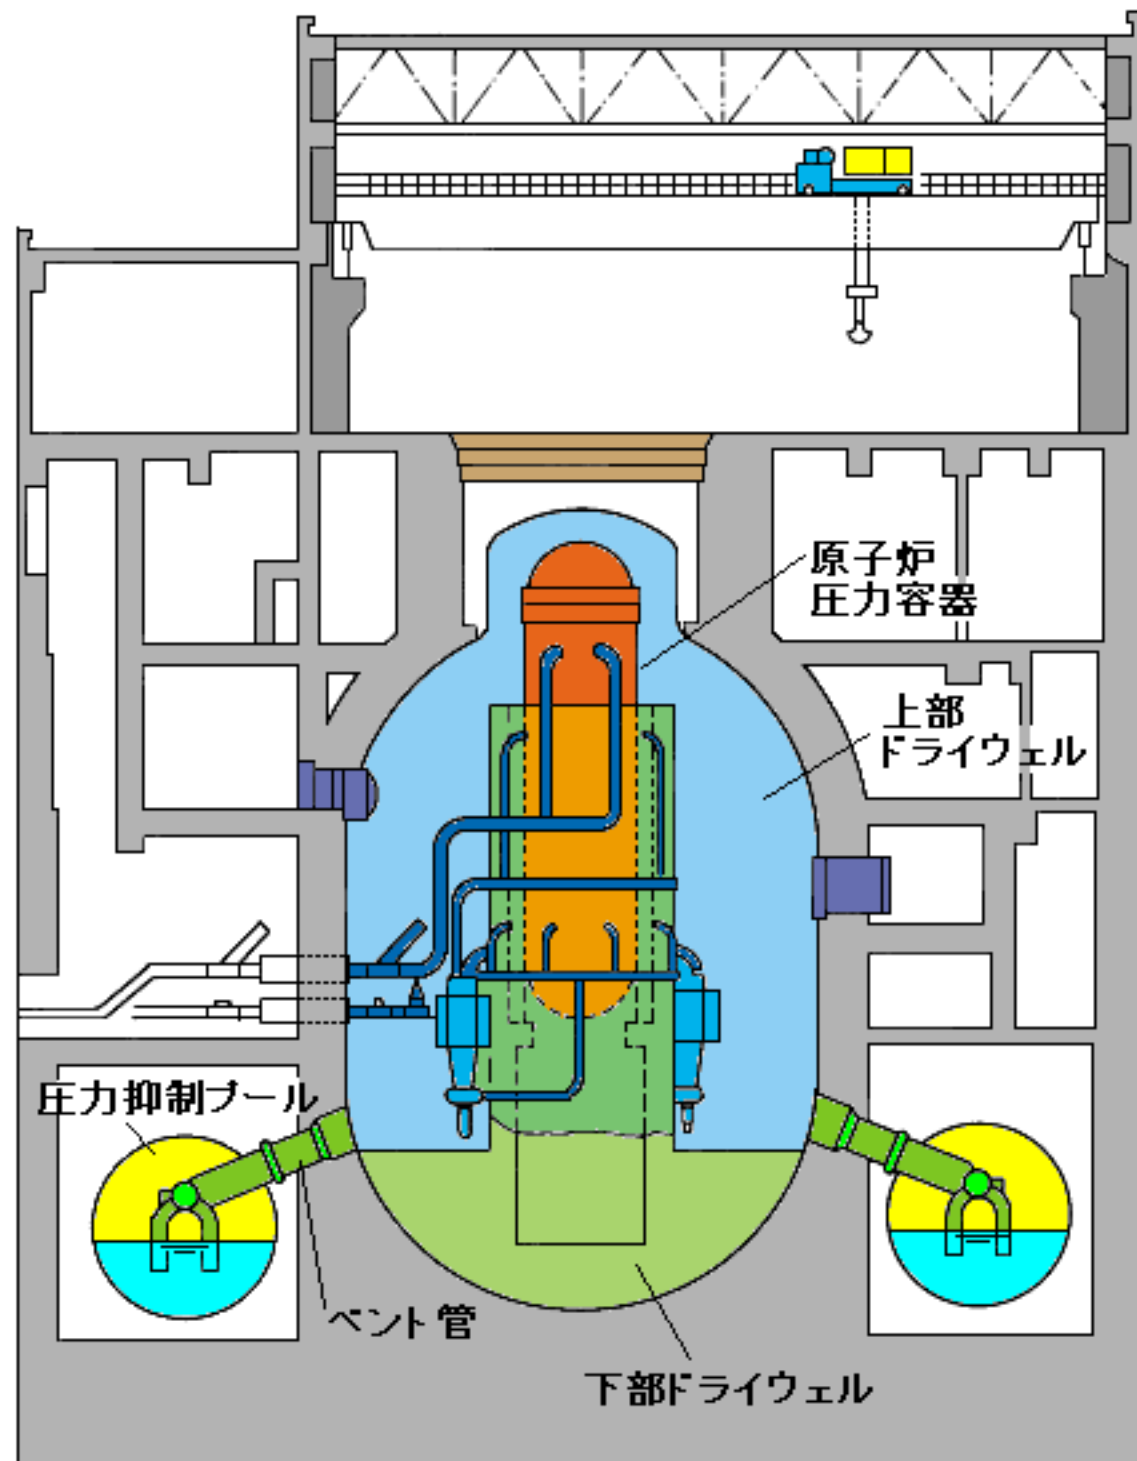 原子炉
圧力容器
上部
ドライウェル
圧力抑制プール
ベント管
下部ドライウェル